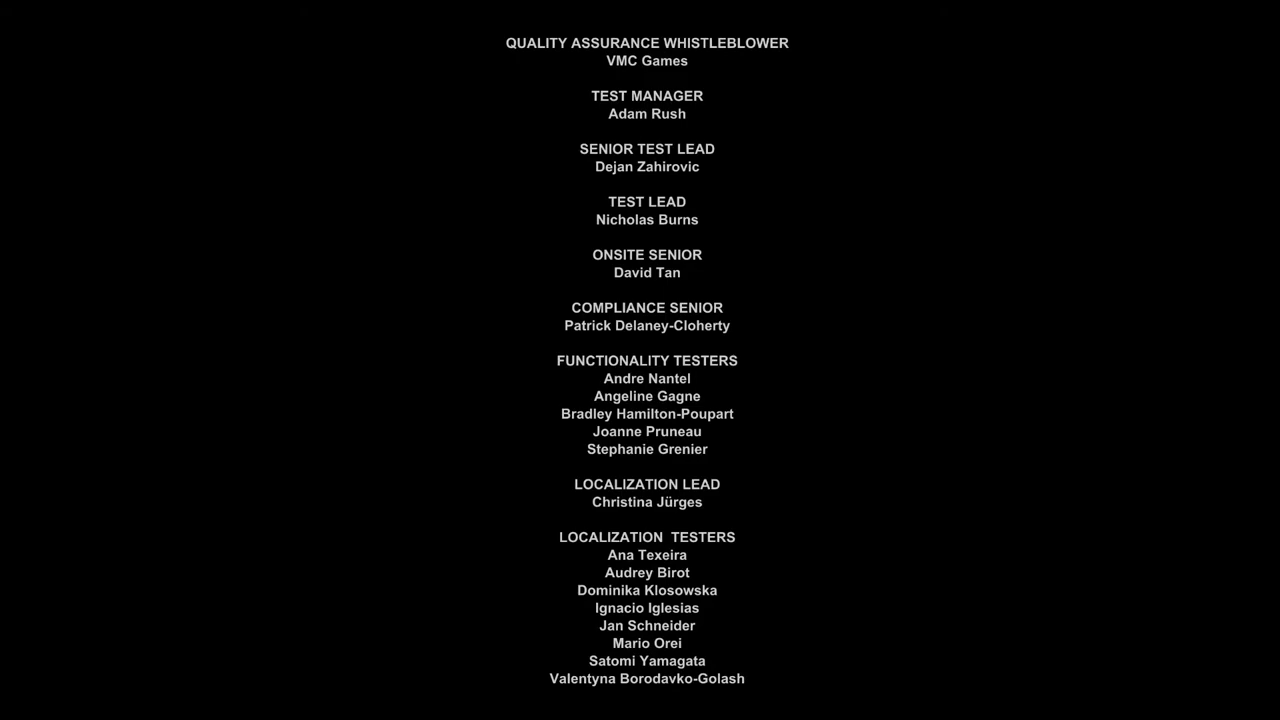 QUALITY ASSURANCE WHISTLEBLOWER
VMC Games
TEST MANAGER
Adam Rush
SENIOR TEST LEAD
Dejan Zahirovic
TEST LEAD
Nicholas Burns
ONSITE SENIOR
David Tan
COMPLIANCE SENIOR
Patrick Delaney-Cloherty
FUNCTIONALITY TESTERS
Andre Nantel
Angeline Gagne
Bradley Hamilton-Poupart
Joanne Pruneau
Stephanie Grenier
LOCALIZATION LEAD
Christina Jürges
LOCALIZATION  TESTERS
Ana Texeira
Audrey Birot
Dominika Klosowska
Ignacio Iglesias
Jan Schneider
Mario Orei
Satomi Yamagata
Valentyna Borodavko-Golash